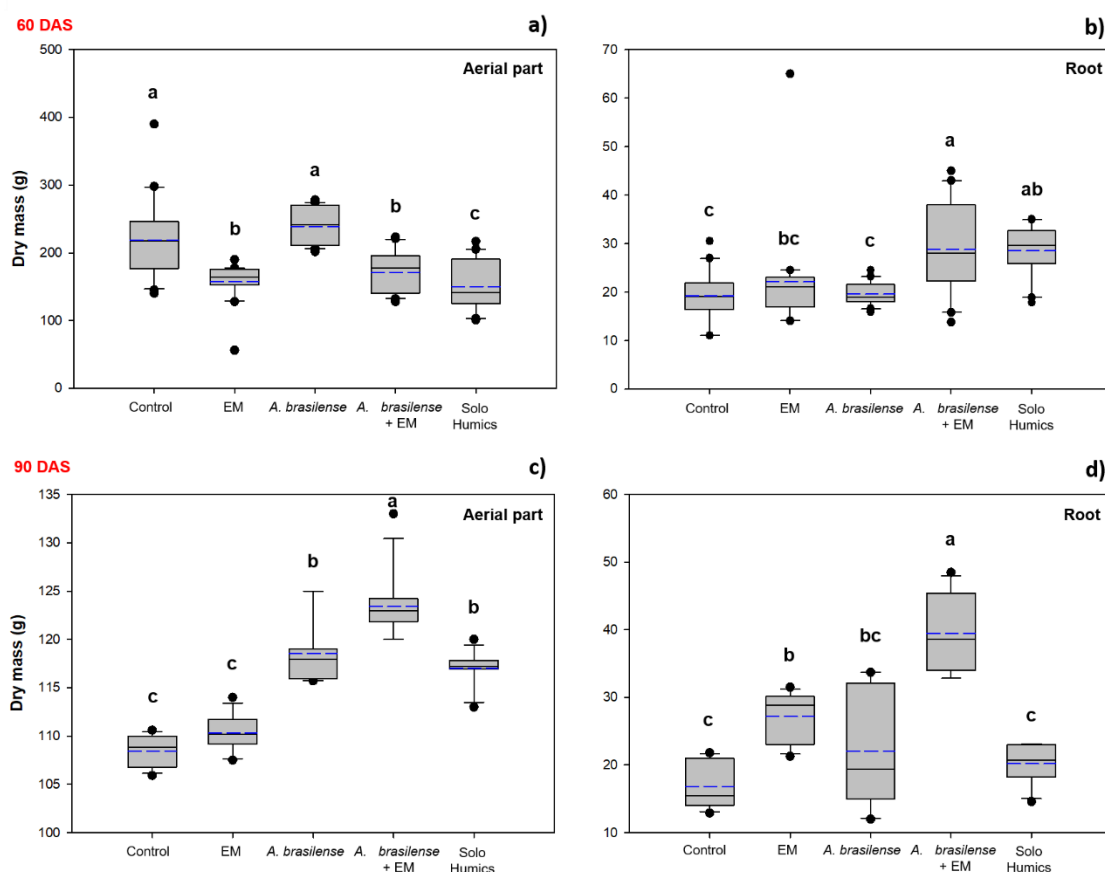 60 DAS
a)
500
400
300
200
100
0
Dry mass (g)
Aerial part
a
b
a
b
c
Control
EM
A. brasilense
A. brasilense
+ EM
Solo
Humics
b)
70
60
50
40
30
20
10
0
Root
c
bc
c
a
ab
Control
EM
A. brasilense
A. brasilense
+ EM
Solo
Humics
90 DAS
c)
135
130
125
120
115
110
105
100
Dry mass (g)
Aerial part
c
c
b
a
b
Control
EM
A. brasilense
A. brasilense
+ EM
Solo
Humics
d)
60
50
40
30
20
10
Root
c
b
bc
a
c
Control
EM
A. brasilense
A. brasilense
+ EM
Solo
Humics